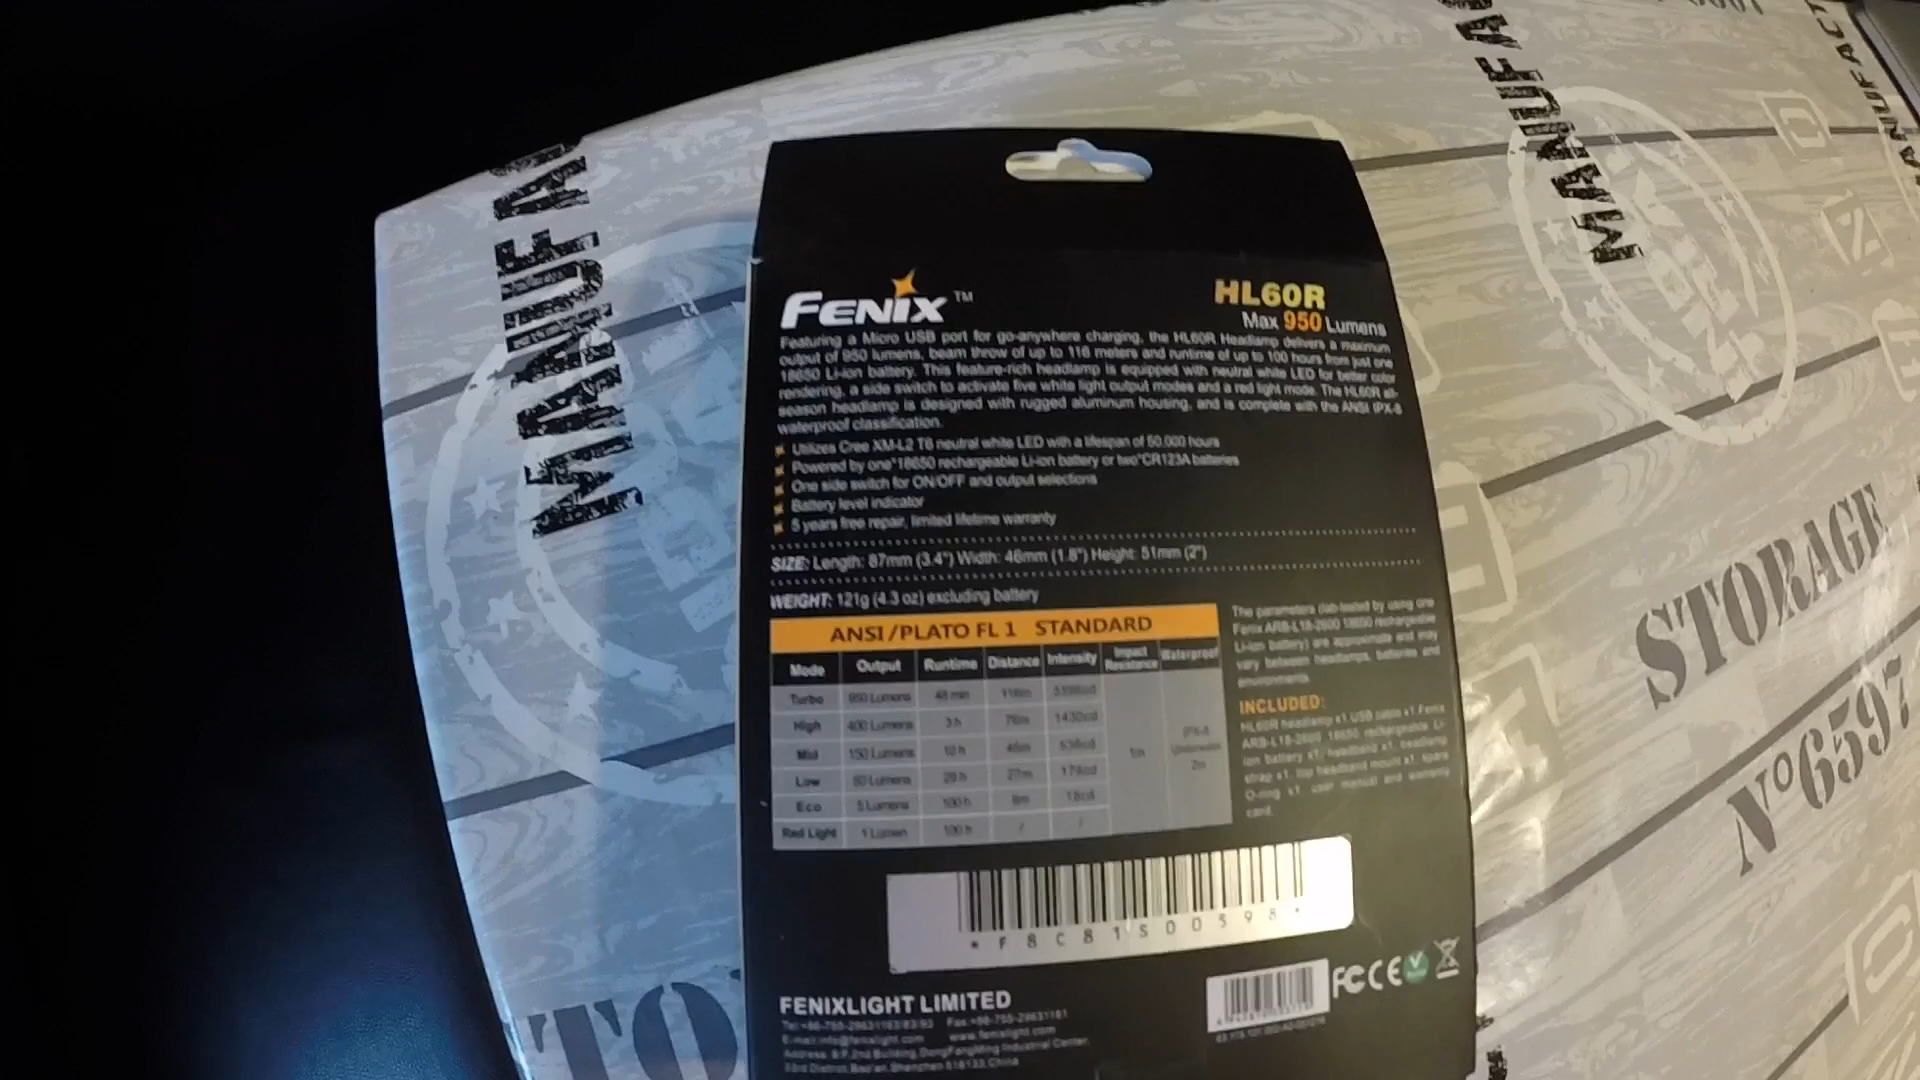 MANUFA
MANUFA
MANUFACT
FENIX™
HL60R
Max 950 Lumens
Featuring a Micro USB port for go-anywhere charging, the HL60R Headlamp delivers a maximum
output of 950 lumens, beam throw of up to 116 meters and runtime of up to 100 hours from just one
18650 Li-ion battery. This feature-rich headlamp is equipped with neutral white LED for better color
rendering, a side switch to activate five white light output modes and a red light mode. The HL60R all-
season headlamp is designed with rugged aluminum housing, and is complete with the ANSI IPX-8
waterproof classification.
Utilizes Cree XM-L2 T6 neutral white LED with a lifespan of 50,000 hours
Powered by one*18650 rechargeable Li-ion battery or two*CR123A batteries
One side switch for ON/OFF and output selections
Battery level indicator
5 years free repair, limited lifetime warranty
SIZE: Length: 87mm (3.4") Width: 46mm (1.8") Height: 51mm (2")
WEIGHT: 121g (4.3 oz) excluding battery
ANSI/PLATO FL 1 STANDARD
Mode Output Runtime Distance Intensity Impact Resistance Waterproof
Turbo 950 Lumens 48 min 116m
High 400 Lumens 3 h 76m 1430cd
Mid 150 Lumens 10 h 46m 536cd
Low 50 Lumens 29 h 27m 179cd
Eco 5 Lumens 100 h 8m 18cd
Red Light 1 Lumen 100 h / /
1m
IPX-8
Underwater
2m
The parameters (lab-tested by using one
Fenix ARB-L18-2600 18650 rechargeable
Li-ion battery) are approximate and may
vary between headlamps, batteries and
environments.
INCLUDED:
HL60R headlamp x1, USB cable x1, Fenix
ARB-L18-2600 18650 rechargeable Li-
ion battery x1, headband x1, headlamp
strap x1, top headband mount x1, spare
O-ring x1, user manual and warranty
card.
*F8C81S00598*
FC CE
FENIXLIGHT LIMITED
Tel: +86-755-29631163/83/93 Fax: +86-755-29631181
E-mail: info@fenixlight.com www.fenixlight.com
Address: 8/F, 2nd Building, DongFangMing Industrial Center,
33rd District, Bao'an, Shenzhen 518133, China
STORAGE
Nº6597
TO